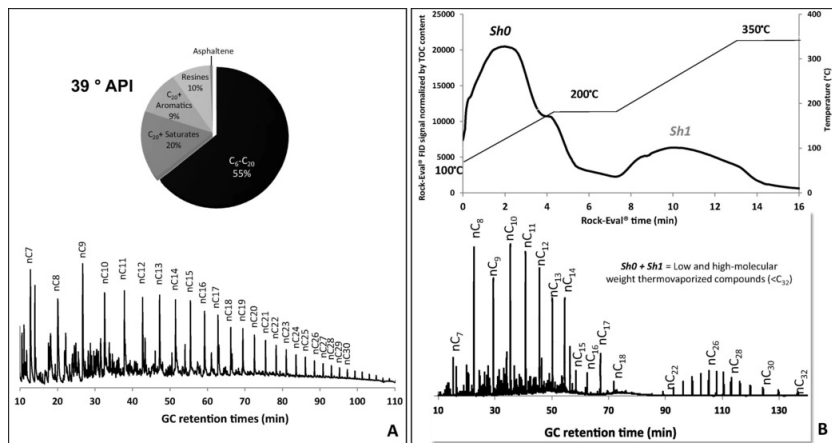 Asphaltene
39 ° API
Resines
10%
C20+
Aromatics
9%
C20+ Saturates
20%
C6-C20
55%
nC7
nC8
nC9
nC10
nC11
nC12
nC13
nC14
nC15
nC16
nC17
nC18
nC19
nC20
nC21
nC22
nC23
nC24
nC25
nC26
nC27
nC28
nC29
nC30
10 20 30 40 50 60 70 80 90 100 110
GC retention times (min)
A
Rock-Eval® FID signal normalized by TOC content
25000
20000
15000
10000
5000
0
Sh0
Sh1
100°C
200°C
350°C
400
300
200
100
0
Temperature (°C)
0 2 4 6 8 10 12 14 16
Rock-Eval® time (min)
nC7
nC8
nC9
nC10
nC11
nC12
nC13
nC14
nC15
nC16
nC17
nC18
nC22
nC26
nC28
nC30
nC32
Sh0 + Sh1 = Low and high-molecular
weight thermovaporized compounds (<C32)
10 30 50 70 90 110 130
GC retention time (min)
B